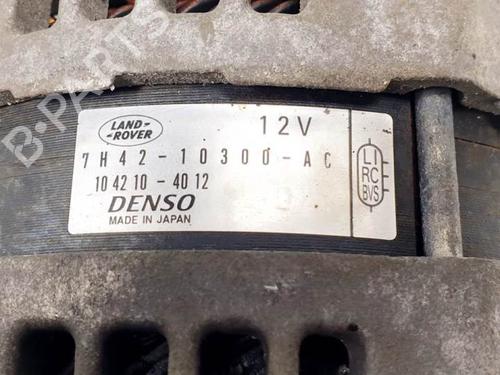 B-PARTS
LAND-
-ROVER
12V
7H42-10300-AC
104210-4012
DENSO
MADE IN JAPAN
LI
RC
BVS